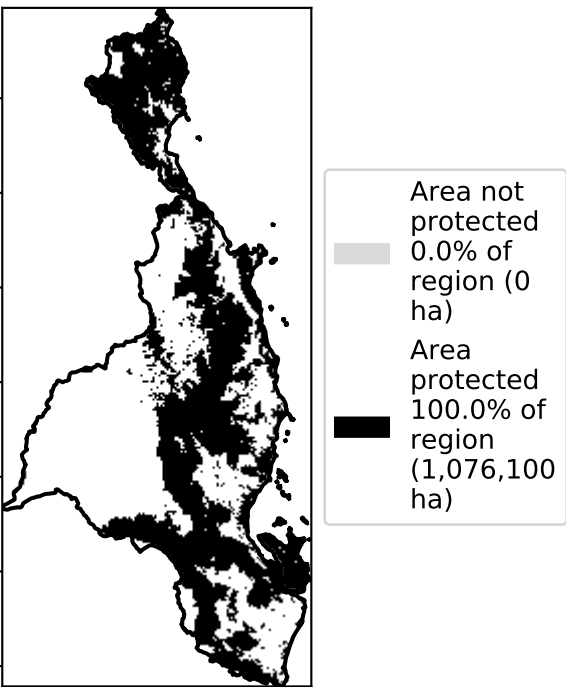 Area not
protected
0.0% of
region (0
ha)
Area
protected
100.0% of
region
(1,076,100
ha)